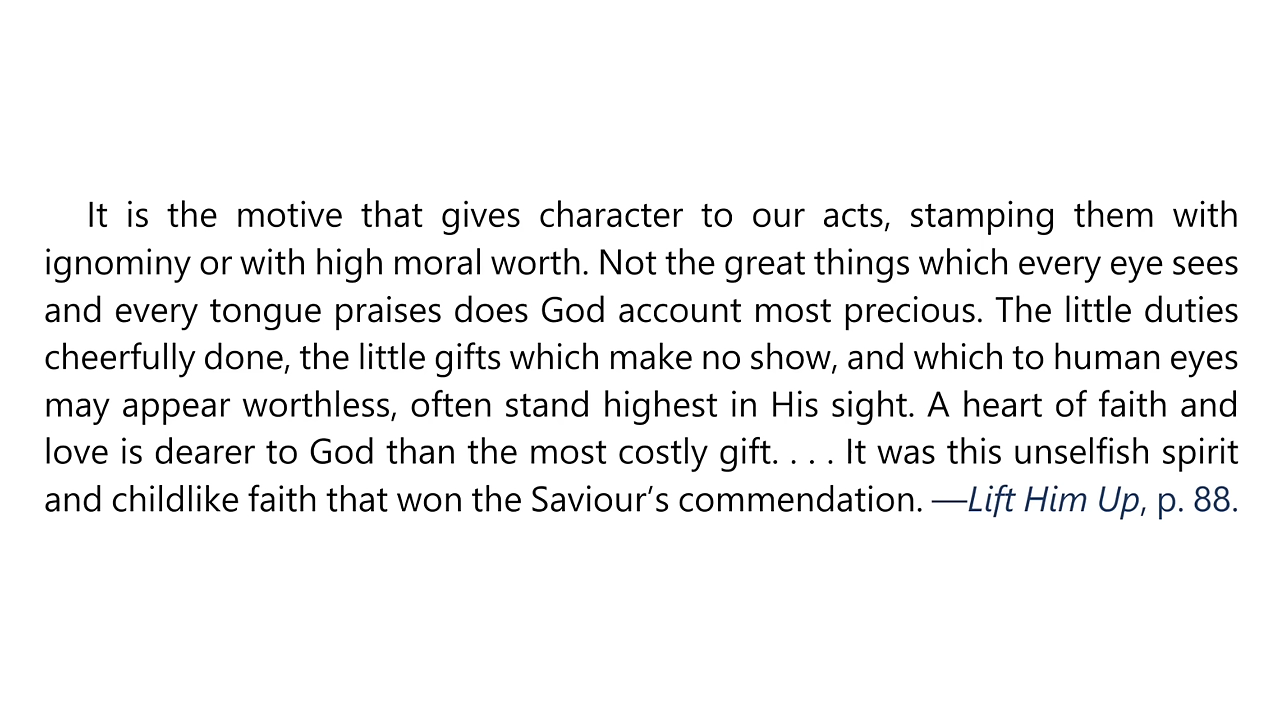 It is the motive that gives character to our acts, stamping them with
ignominy or with high moral worth. Not the great things which every eye sees
and every tongue praises does God account most precious. The little duties
cheerfully done, the little gifts which make no show, and which to human eyes
may appear worthless, often stand highest in His sight. A heart of faith and
love is dearer to God than the most costly gift. . . . It was this unselfish spirit
and childlike faith that won the Saviour’s commendation. —Lift Him Up, p. 88.